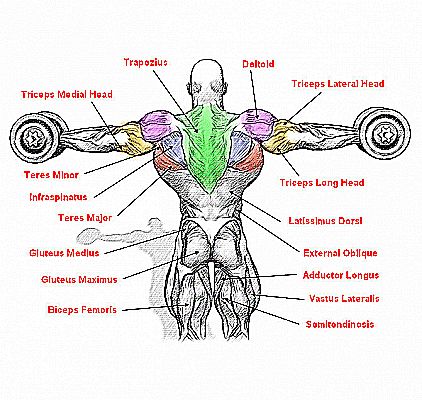 Trapezius
Deltoid
Triceps Lateral Head
Triceps Medial Head
Teres Minor
Triceps Long Head
Infraspinatus
Teres Major
Latissimus Dorsi
Gluteus Medius
External Oblique
Gluteus Maximus
Adductor Longus
Vastus Lateralis
Biceps Femoris
Semitondinosis